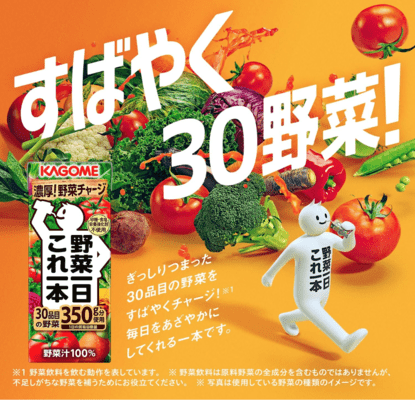 すばやく
30野菜!
KAGOME
濃厚!野菜チャージ
不使用
野菜一日
これ一本
30品目
の野菜
350g分
使用
野菜汁100%
ぎっしりつまった
30品目の野菜を
すばやくチャージ!※1
毎日をあざやかに
してくれる一本です。
野菜一日
これ一本
※1 野菜飲料を飲む動作を表しています。 ※ 野菜飲料は原料野菜の全成分を含むものではありませんが、
不足しがちな野菜を補うためにお役立てください。 ※ 写真は使用している野菜の種類のイメージです。